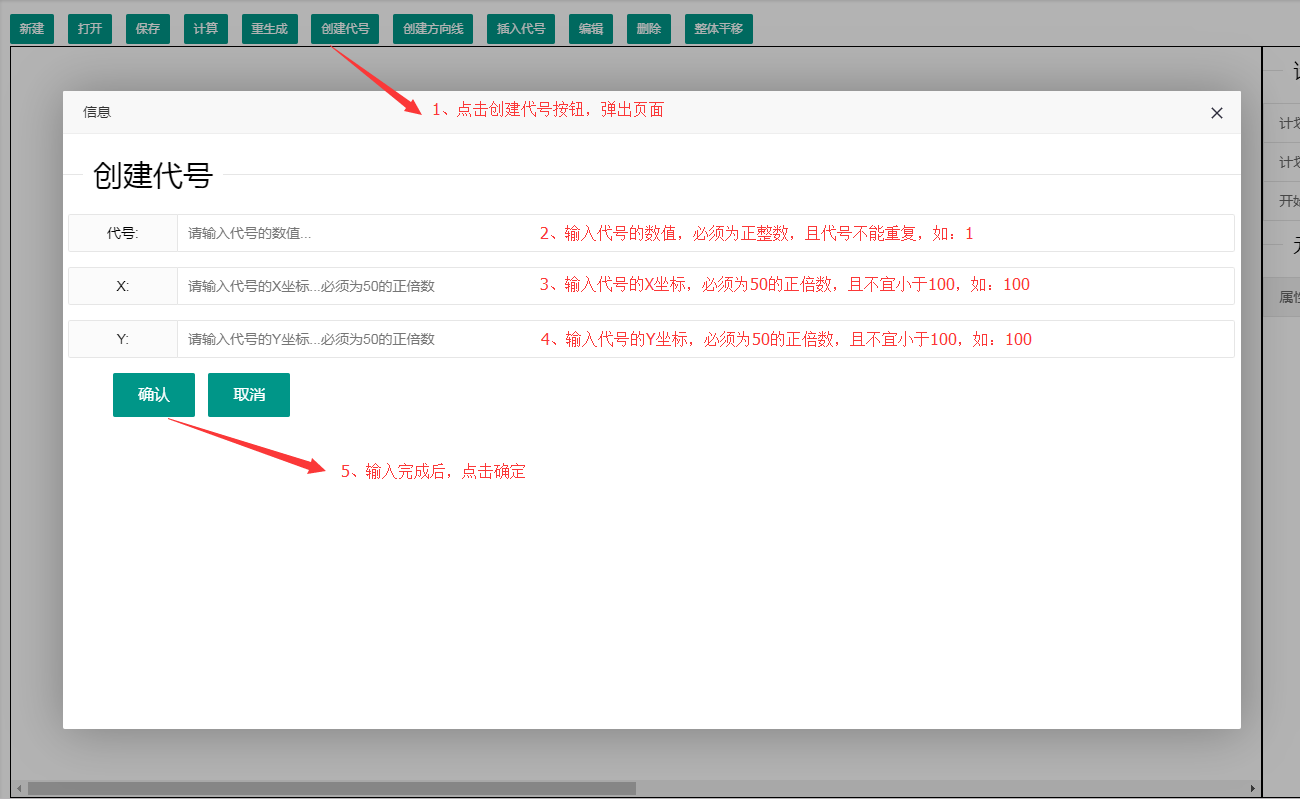 新建 打开 保存 计算 重生成 创建代号 创建方向线 插入代号 编辑 删除 整体平移
信息
1、点击创建代号按钮，弹出页面
创建代号
代号: 请输入代号的数值... 2、输入代号的数值，必须为正整数，且代号不能重复，如：1
X: 请输入代号的X坐标...必须为50的正倍数 3、输入代号的X坐标，必须为50的正倍数，且不宜小于100，如：100
Y: 请输入代号的Y坐标...必须为50的正倍数 4、输入代号的Y坐标，必须为50的正倍数，且不宜小于100，如：100
确认 取消
5、输入完成后，点击确定
计划
计划
开始
属性